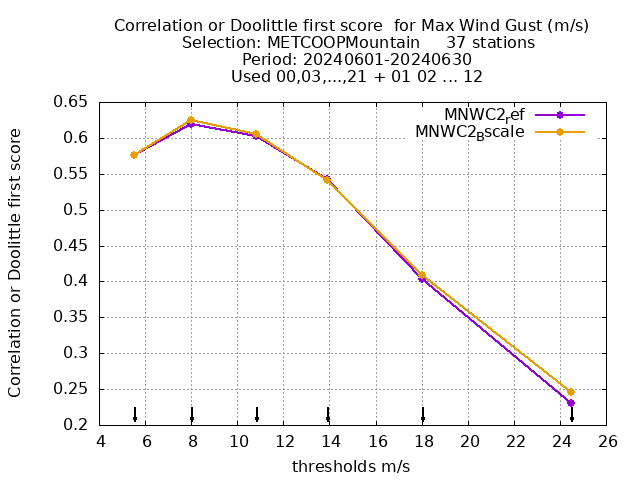 Correlation or Doolittle first score  for Max Wind Gust (m/s)
Selection: METCOOPMountain     37 stations
Period: 20240601-20240630
Used 00,03,...,21 + 01 02 ... 12
Correlation or Doolittle first score
MNWC2ref
MNWC2Bscale
0.65
0.6
0.55
0.5
0.45
0.4
0.35
0.3
0.25
0.2
4 6 8 10 12 14 16 18 20 22 24 26
thresholds m/s